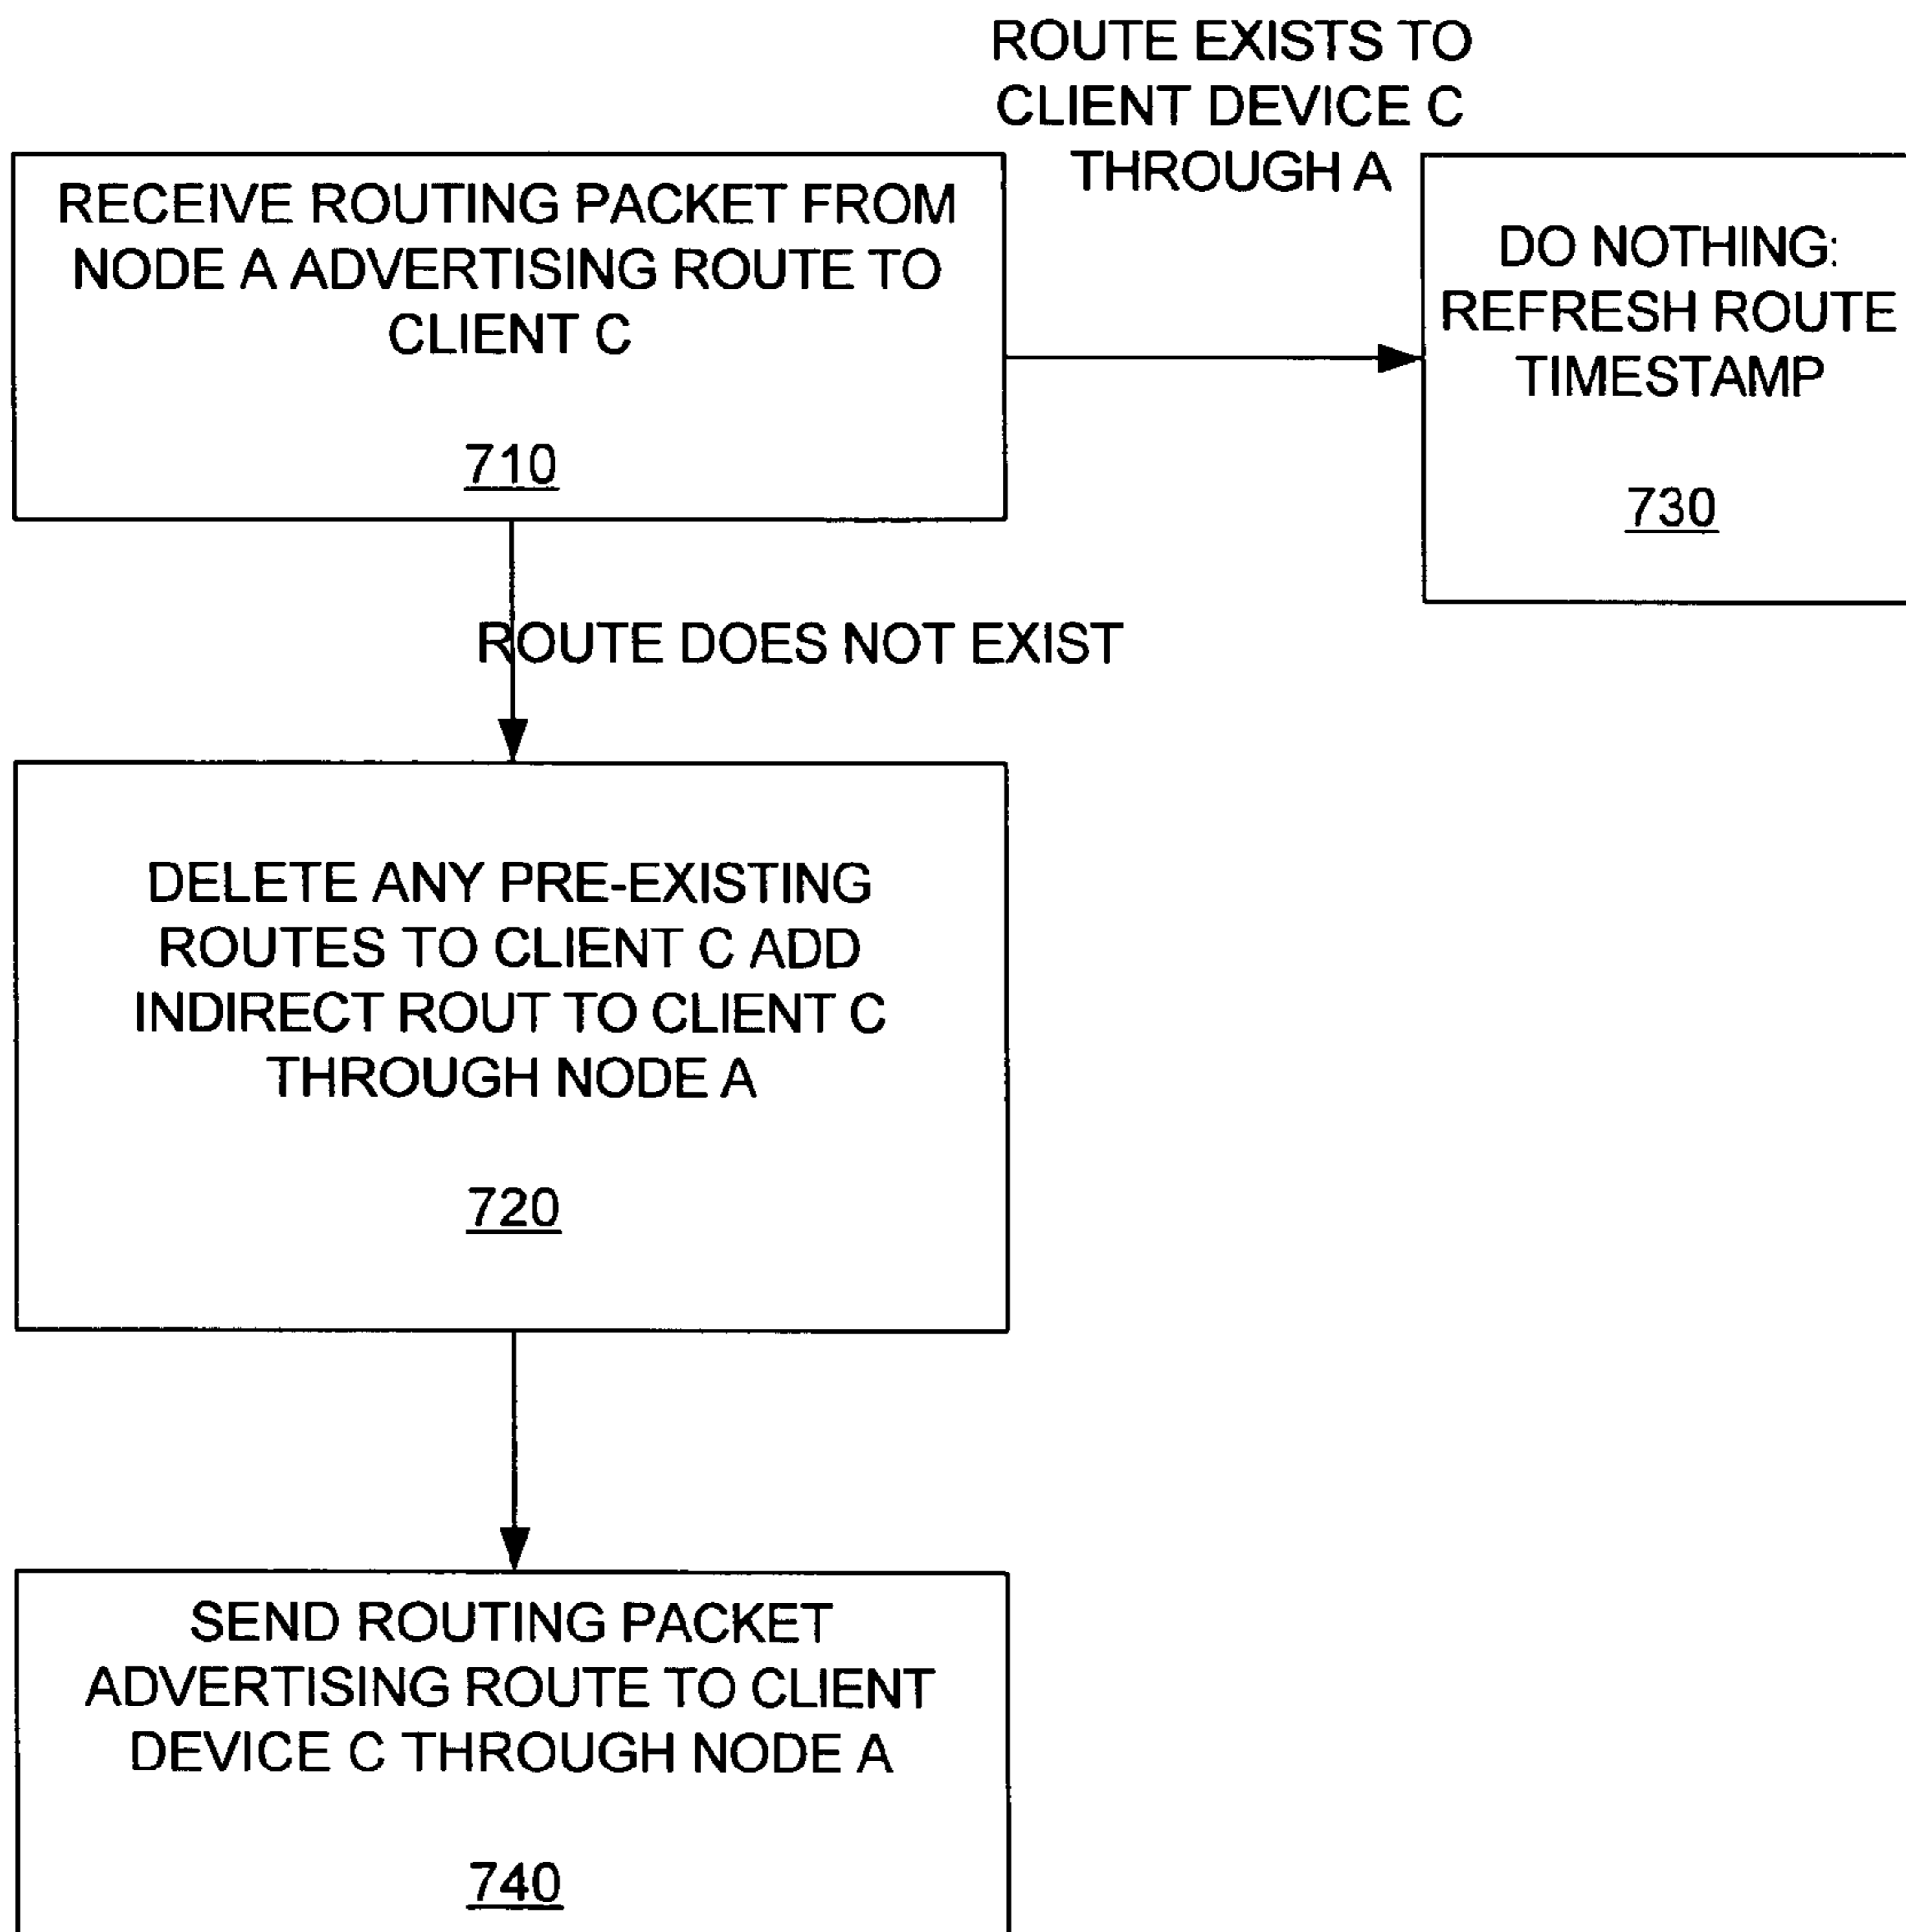 ROUTE EXISTS TO
CLIENT DEVICE C
THROUGH A
RECEIVE ROUTING PACKET FROM
NODE A ADVERTISING ROUTE TO
CLIENT C
710
DO NOTHING:
REFRESH ROUTE
TIMESTAMP
730
ROUTE DOES NOT EXIST
DELETE ANY PRE-EXISTING
ROUTES TO CLIENT C ADD
INDIRECT ROUT TO CLIENT C
THROUGH NODE A
720
SEND ROUTING PACKET
ADVERTISING ROUTE TO CLIENT
DEVICE C THROUGH NODE A
740